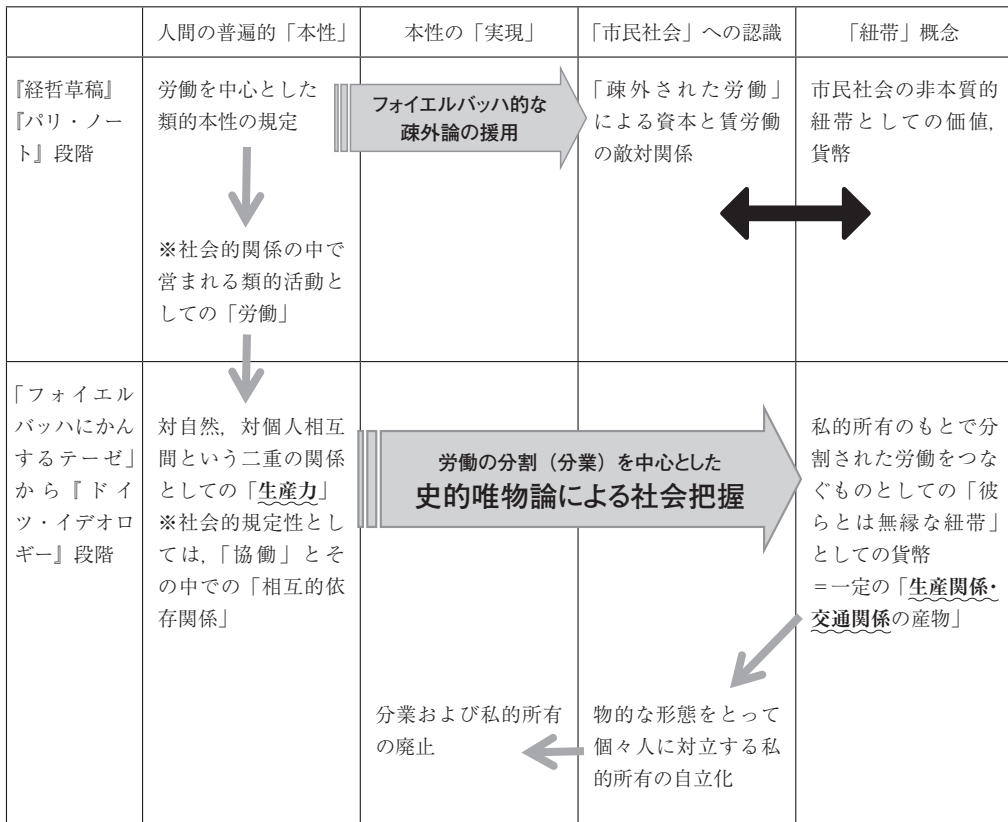 人間の普遍的「本性」
本性の「実現」
「市民社会」への認識
「紐帯」概念
『経哲草稿』
『パリ・ノー
ト』段階
労働を中心とした
類的本性の規定
※社会的関係の中で
営まれる類的活動と
しての「労働」
フォイエルバッハ的な
疎外論の援用
「疎外された労働」
による資本と賃労働
の敵対関係
市民社会の非本質的
紐帯としての価値,
貨幣
「フォイエル
バッハにかん
するテーゼ」
から『ドイ
ツ・イデオロ
ギー』段階
対自然,対個人相互
間という二重の関係
としての「生産力」
※社会的規定性とし
ては,「協働」とそ
の中での「相互的依
存関係」
労働の分割(分業)を中心とした
史的唯物論による社会把握
私的所有のもとで分
割された労働をつな
ぐものとしての「彼
らとは無縁な紐帯」
としての貨幣
=一定の「生産関係・
交通関係の産物」
分業および私的所有
の廃止
物的な形態をとって
個々人に対立する私
的所有の自立化